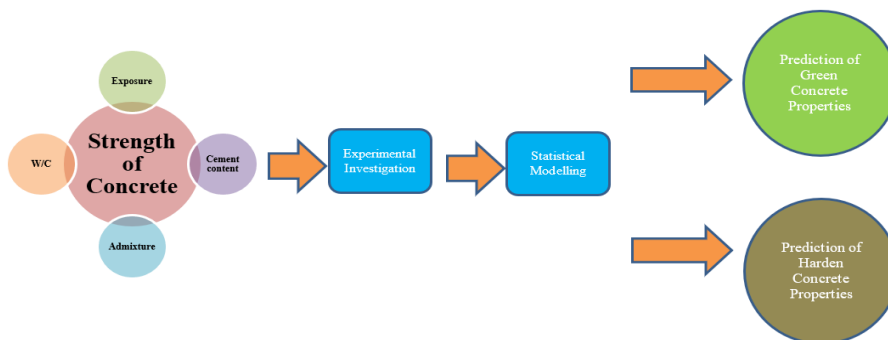 Exposure
W/C
Strength
of
Concrete
Cement
content
Admixture
Experimental
Investigation
Statistical
Modelling
Prediction of
Green
Concrete
Properties
Prediction of
Harden
Concrete
Properties